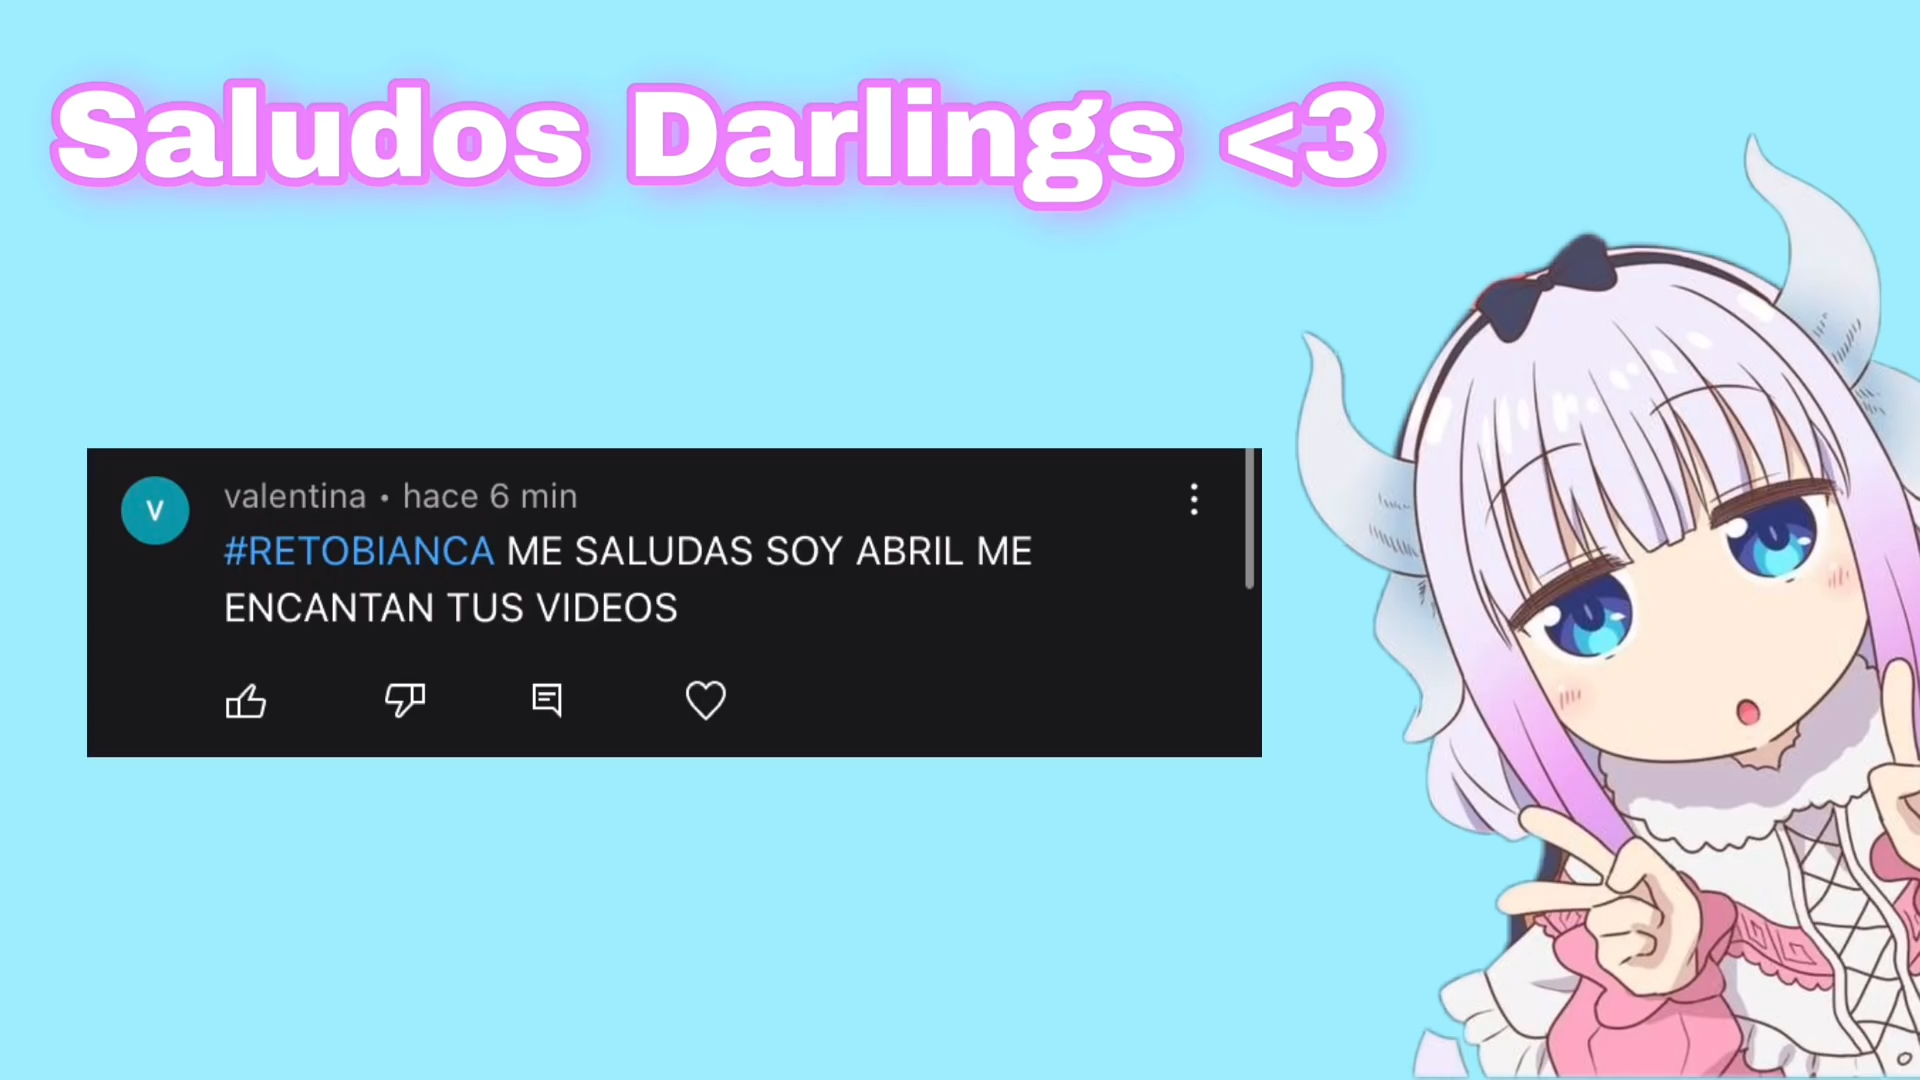 Saludos Darlings <3
V
valentina • hace 6 min
#RETOBIANCA ME SALUDAS SOY ABRIL ME
ENCANTAN TUS VIDEOS